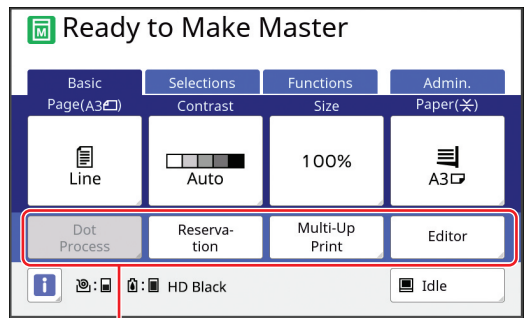 M Ready to Make Master
Basic Selections Functions Admin.
Page(A3) Contrast Size Paper()
Line Auto 100% A3
Dot Process
Reserva-
tion
Multi-Up
Print
Editor
i : : HD Black Idle